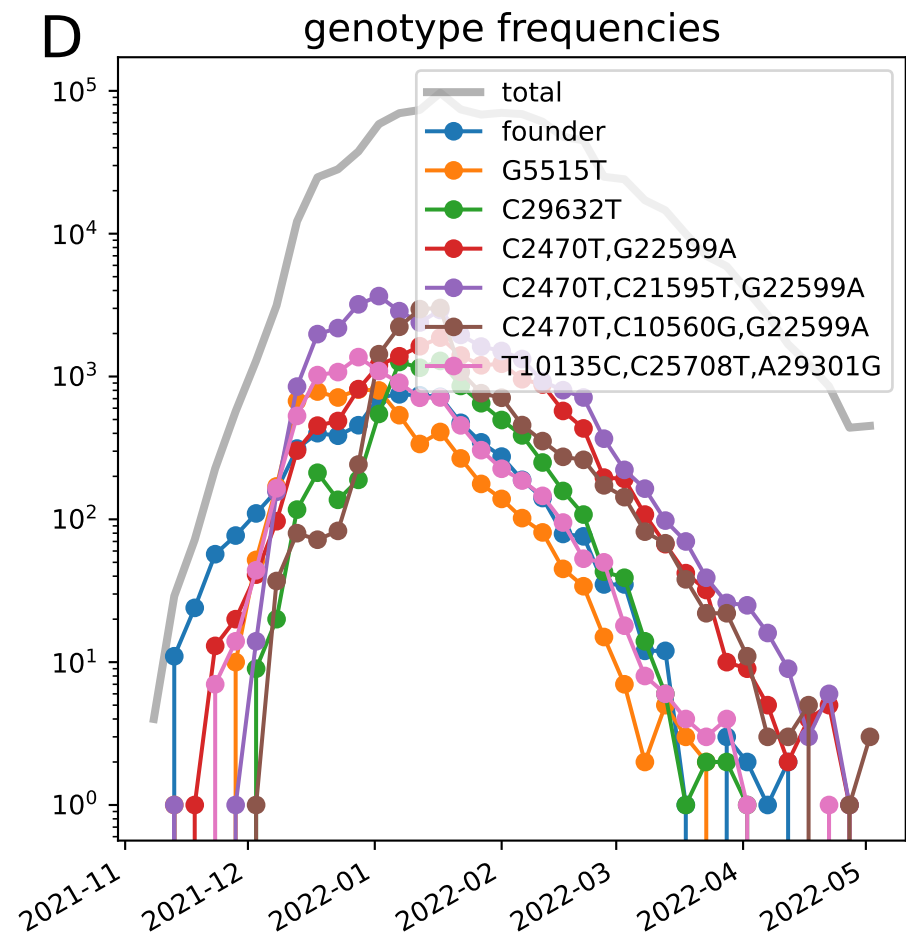 D
genotype frequencies
10^5
10^4
10^3
10^2
10^1
10^0
total
founder
G5515T
C29632T
C2470T,G22599A
C2470T,C21595T,G22599A
C2470T,C10560G,G22599A
T10135C,C25708T,A29301G
2021-11
2021-12
2022-01
2022-02
2022-03
2022-04
2022-05